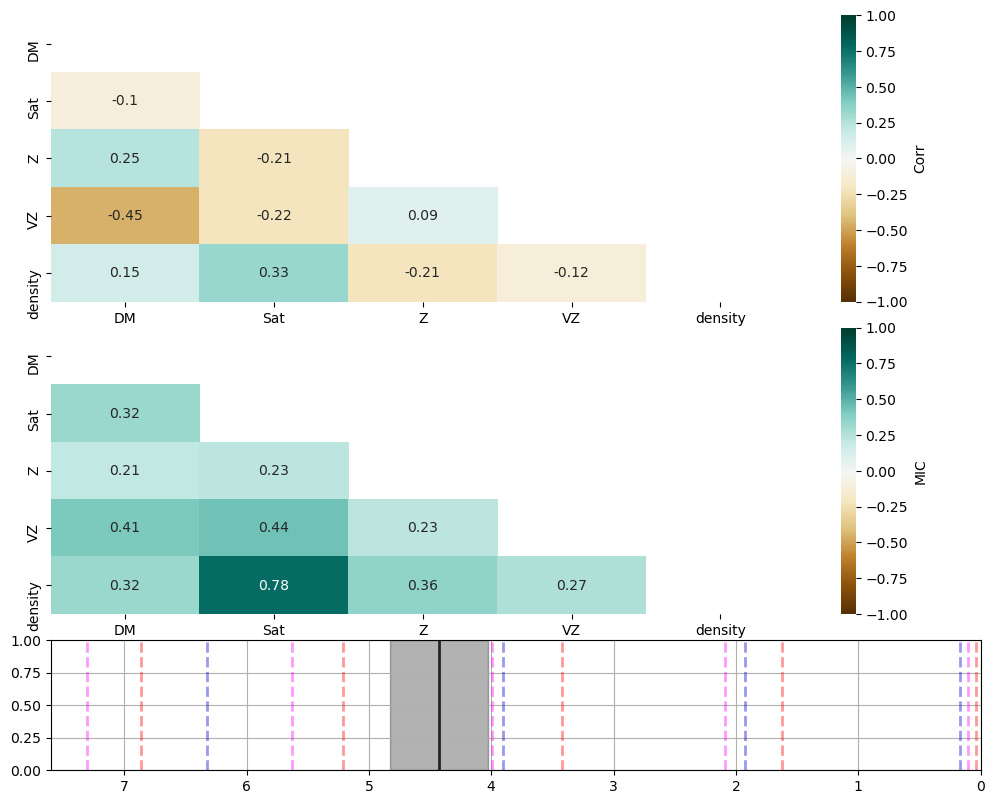 DM
Sat
Z
VZ
density
-0.1
0.25 -0.21
-0.45 -0.22 0.09
0.15 0.33 -0.21 -0.12
DM Sat Z VZ density
1.00
0.75
0.50
0.25
0.00
−0.25
−0.50
−0.75
−1.00
Corr
DM
Sat
Z
VZ
density
0.32
0.21 0.23
0.41 0.44 0.23
0.32 0.78 0.36 0.27
DM Sat Z VZ density
1.00
0.75
0.50
0.25
0.00
−0.25
−0.50
−0.75
−1.00
MIC
1.00
0.75
0.50
0.25
0.00
7 6 5 4 3 2 1 0